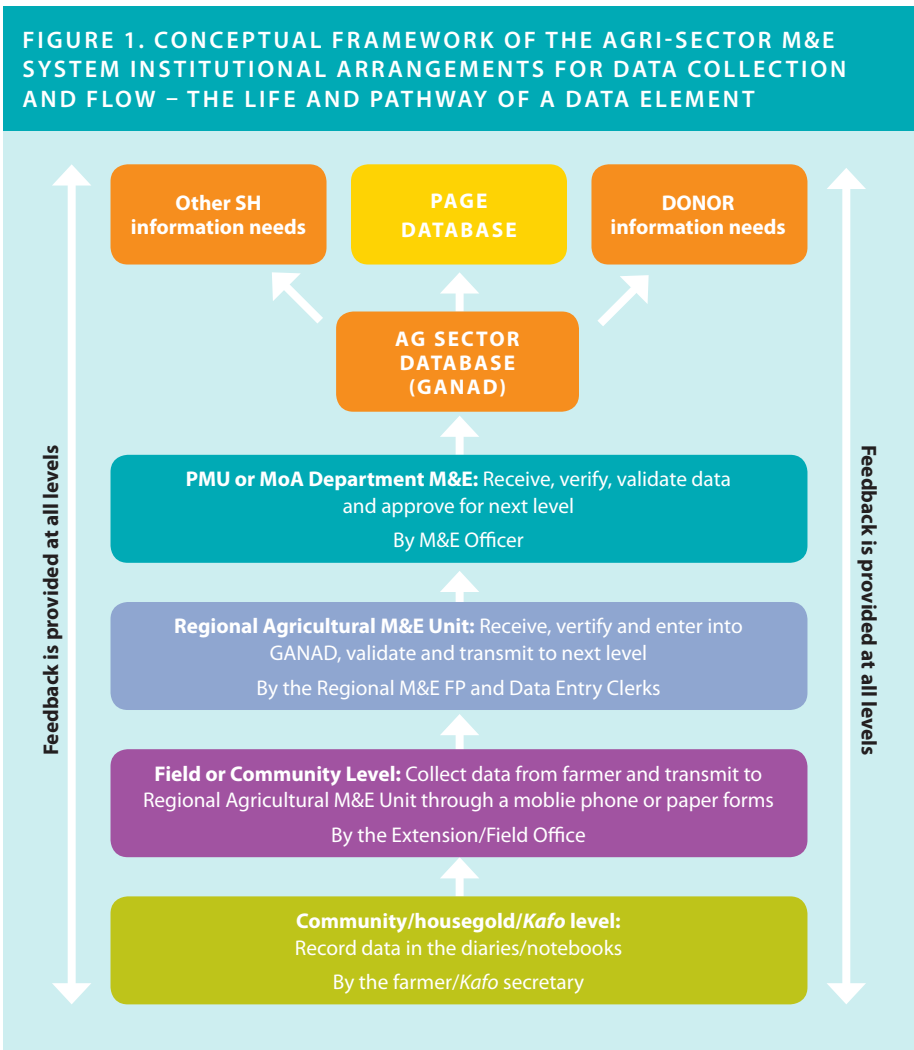 FIGURE 1. CONCEPTUAL FRAMEWORK OF THE AGRI-SECTOR M&E
SYSTEM INSTITUTIONAL ARRANGEMENTS FOR DATA COLLECTION
AND FLOW – THE LIFE AND PATHWAY OF A DATA ELEMENT
Other SH
information needs
PAGE
DATABASE
DONOR
information needs
AG SECTOR
DATABASE
(GANAD)
Feedback is provided at all levels
PMU or MoA Department M&E: Receive, verify, validate data
and approve for next level
By M&E Officer
Regional Agricultural M&E Unit: Receive, vertify and enter into
GANAD, validate and transmit to next level
By the Regional M&E FP and Data Entry Clerks
Field or Community Level: Collect data from farmer and transmit to
Regional Agricultural M&E Unit through a moblie phone or paper forms
By the Extension/Field Office
Community/housegold/Kafo level:
Record data in the diaries/notebooks
By the farmer/Kafo secretary
Feedback is provided at all levels